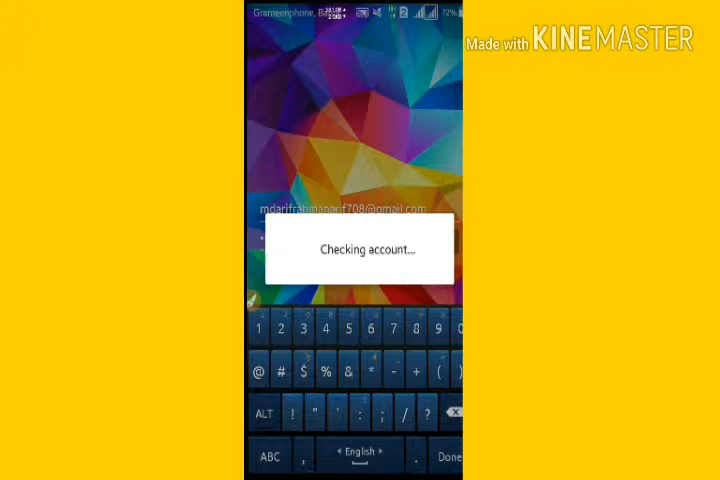 Grameenphone, Ba
72%
Made with KINEMASTER
mdarifrahmanarif708@gmail.com
Checking account...
1 2 3 4 5 6 7 8 9 0
@ # $ % & * - + ( )
ALT ! " ' : ; / ?
ABC , English .
Done